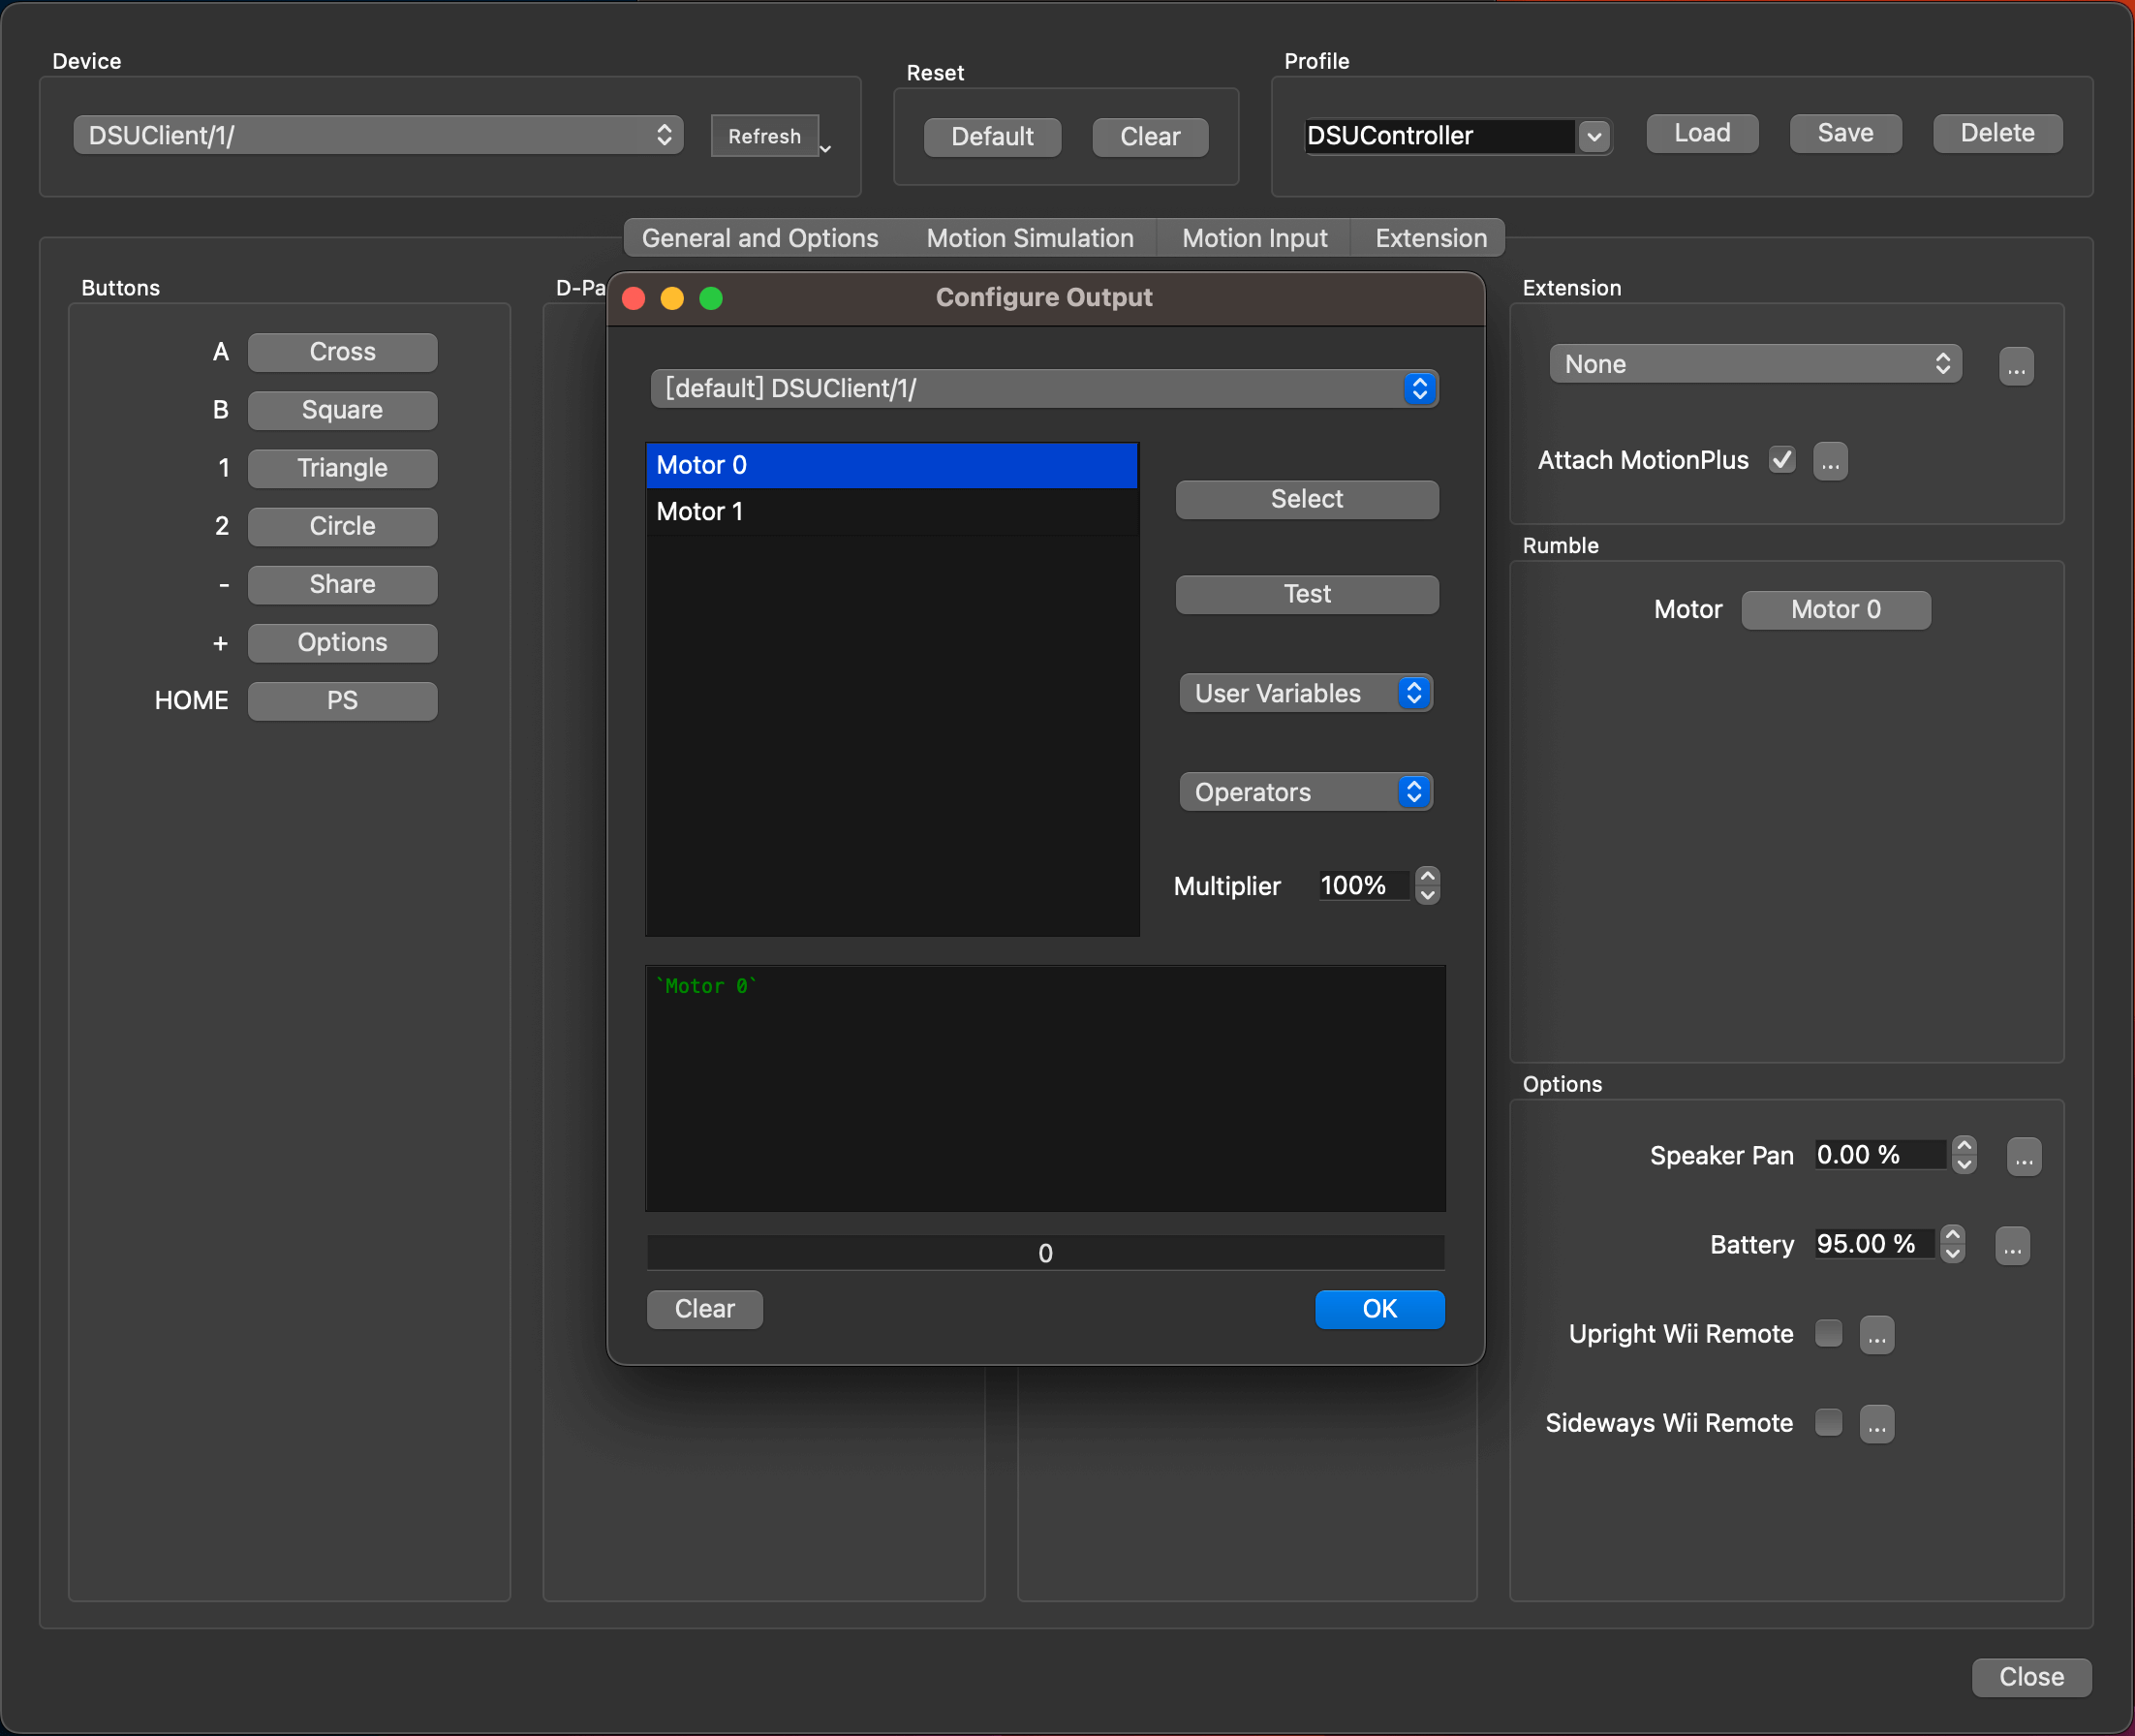 Device
DSUClient/1/
Refresh
Reset
Default
Clear
Profile
DSUController
Load
Save
Delete
General and Options
Motion Simulation
Motion Input
Extension
Buttons
A
Cross
B
Square
1
Triangle
2
Circle
-
Share
+
Options
HOME
PS
D-Pa
Configure Output
[default] DSUClient/1/
Motor 0
Motor 1
Select
Test
User Variables
Operators
Multiplier
100%
`Motor 0`
0
Clear
OK
Extension
None
...
Attach MotionPlus
...
Rumble
Motor
Motor 0
Options
Speaker Pan
0.00 %
...
Battery
95.00 %
...
Upright Wii Remote
...
Sideways Wii Remote
...
Close